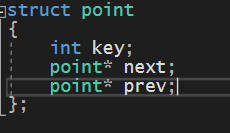 struct point
{
int key;
point* next;
point* prev;
};